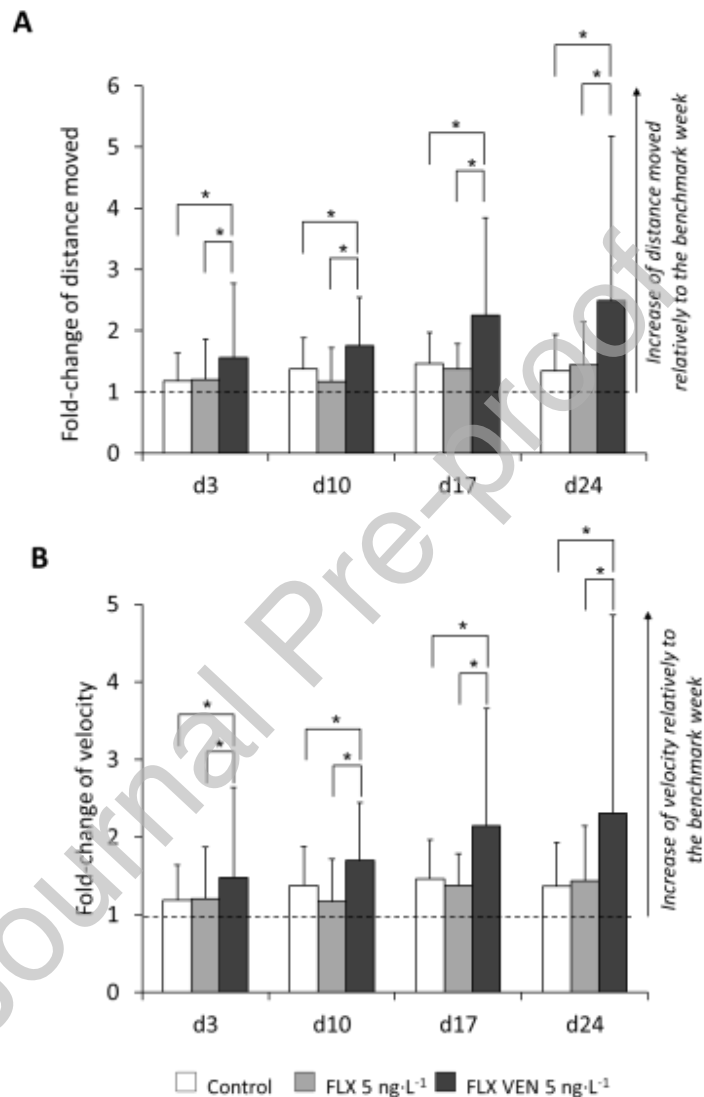 A
Fold-change of distance moved
6
5
4
3
2
1
0
* * * * * * * *
d3 d10 d17 d24
Increase of distance moved
relatively to the benchmark week
B
Fold-change of velocity
5
4
3
2
1
0
* * * * * * * *
d3 d10 d17 d24
Increase of velocity relatively to
the benchmark week
Control FLX 5 ng·L⁻¹ FLX VEN 5 ng·L⁻¹
Journal Pre-proof